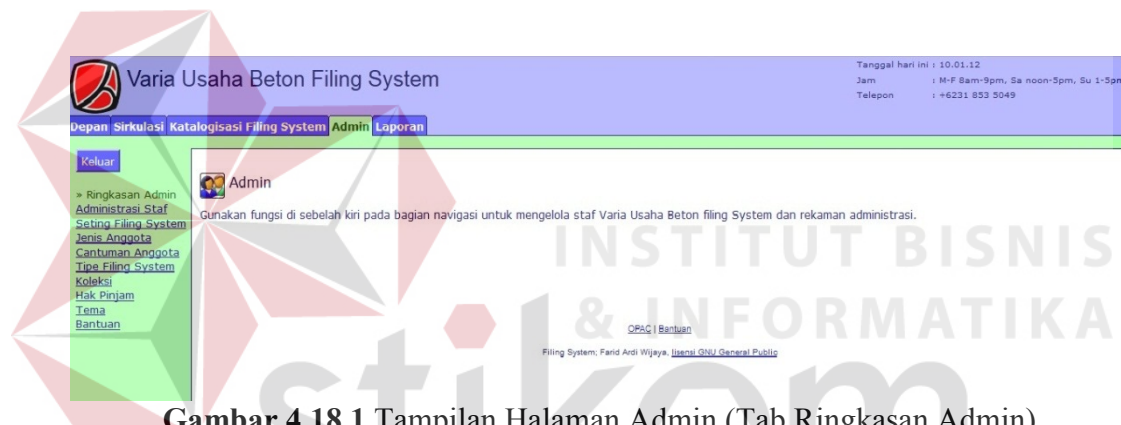 Varia Usaha Beton Filing System
Tanggal hari ini : 10.01.12
Jam : M-F 8am-9pm, Sa noon-5pm, Su 1-5pm
Telepon : +6231 853 5049
Depan Sirkulasi Katalogisasi Filing System Admin Laporan
Keluar
» Ringkasan Admin
Administrasi Staf
Seting Filing System
Jenis Anggota
Cantuman Anggota
Tipe Filing System
Koleksi
Hak Pinjam
Tema
Bantuan
Admin
Gunakan fungsi di sebelah kiri pada bagian navigasi untuk mengelola staf Varia Usaha Beton filing System dan rekaman administrasi.
INSTITUT BISNIS
& INFORMATIKA
stikom
OPAC | Bantuan
Filing System; Farid Ardi Wijaya, lisensi GNU General Public
Gambar 4.18.1 Tampilan Halaman Admin (Tab Ringkasan Admin)